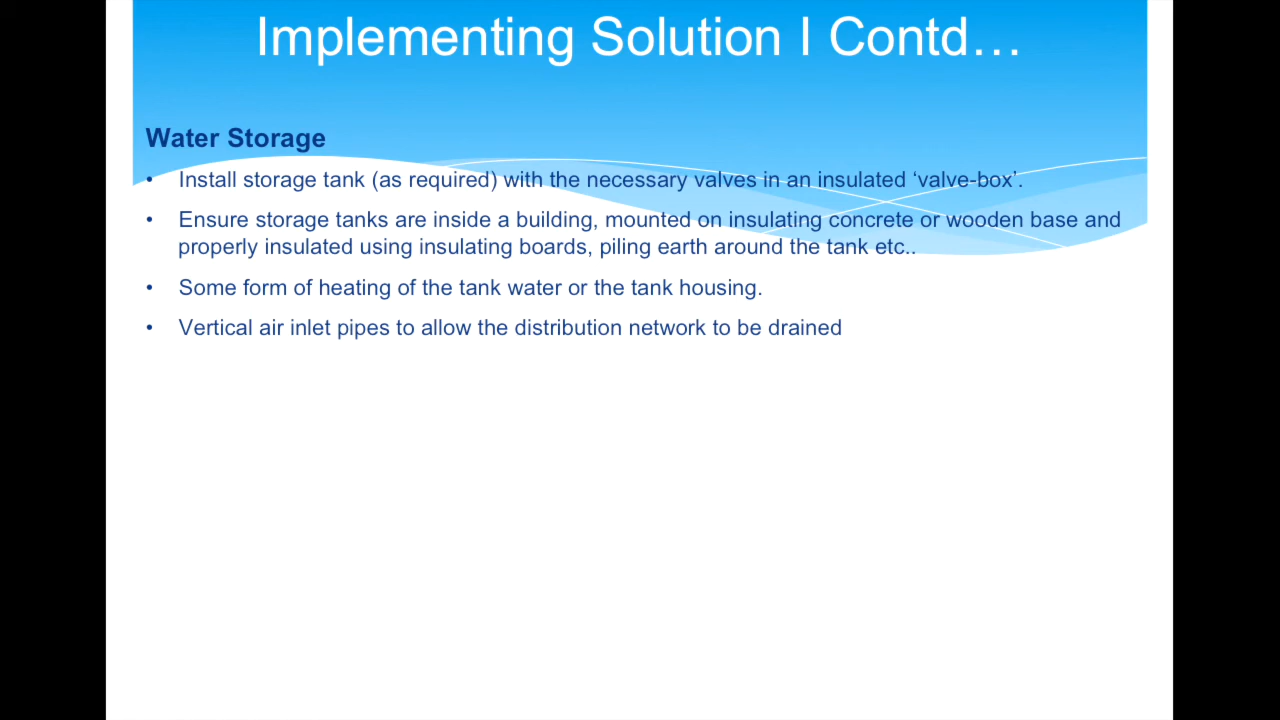 Implementing Solution I Contd…
Water Storage
• Install storage tank (as required) with the necessary valves in an insulated ‘valve-box’.
• Ensure storage tanks are inside a building, mounted on insulating concrete or wooden base and
properly insulated using insulating boards, piling earth around the tank etc..
• Some form of heating of the tank water or the tank housing.
• Vertical air inlet pipes to allow the distribution network to be drained